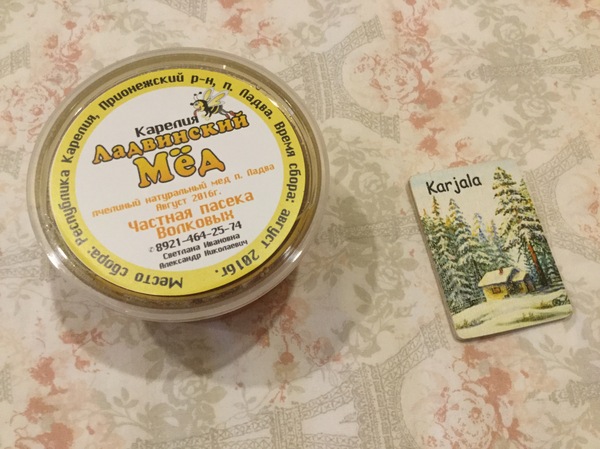 Место сбора: Республика Карелия, Прионежский р-н, п. Ладва. Время сбора: август 2016г.
Карелия
Ладвинский
Мёд
пчелиный натуральный мёд п. Ладва
Август 2016г.
Частная пасека
Волковых
с 8921-464-25-74
Светлана Ивановна
Александр Николаевич
Karjala